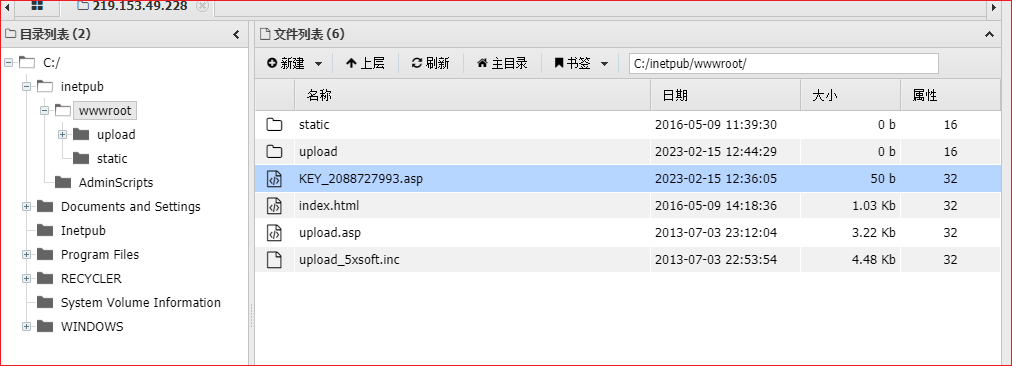 219.153.49.228
目录列表 (2)
文件列表 (6)
新建
上层
刷新
主目录
书签
C:/inetpub/wwwroot/
C:/
inetpub
wwwroot
upload
static
AdminScripts
Documents and Settings
Inetpub
Program Files
RECYCLER
System Volume Information
WINDOWS
名称 日期 大小 属性
static 2016-05-09 11:39:30 0 b 16
upload 2023-02-15 12:44:29 0 b 16
KEY_2088727993.asp 2023-02-15 12:36:05 50 b 32
index.html 2016-05-09 14:18:36 1.03 Kb 32
upload.asp 2013-07-03 23:12:04 3.22 Kb 32
upload_5xsoft.inc 2013-07-03 22:53:54 4.48 Kb 32